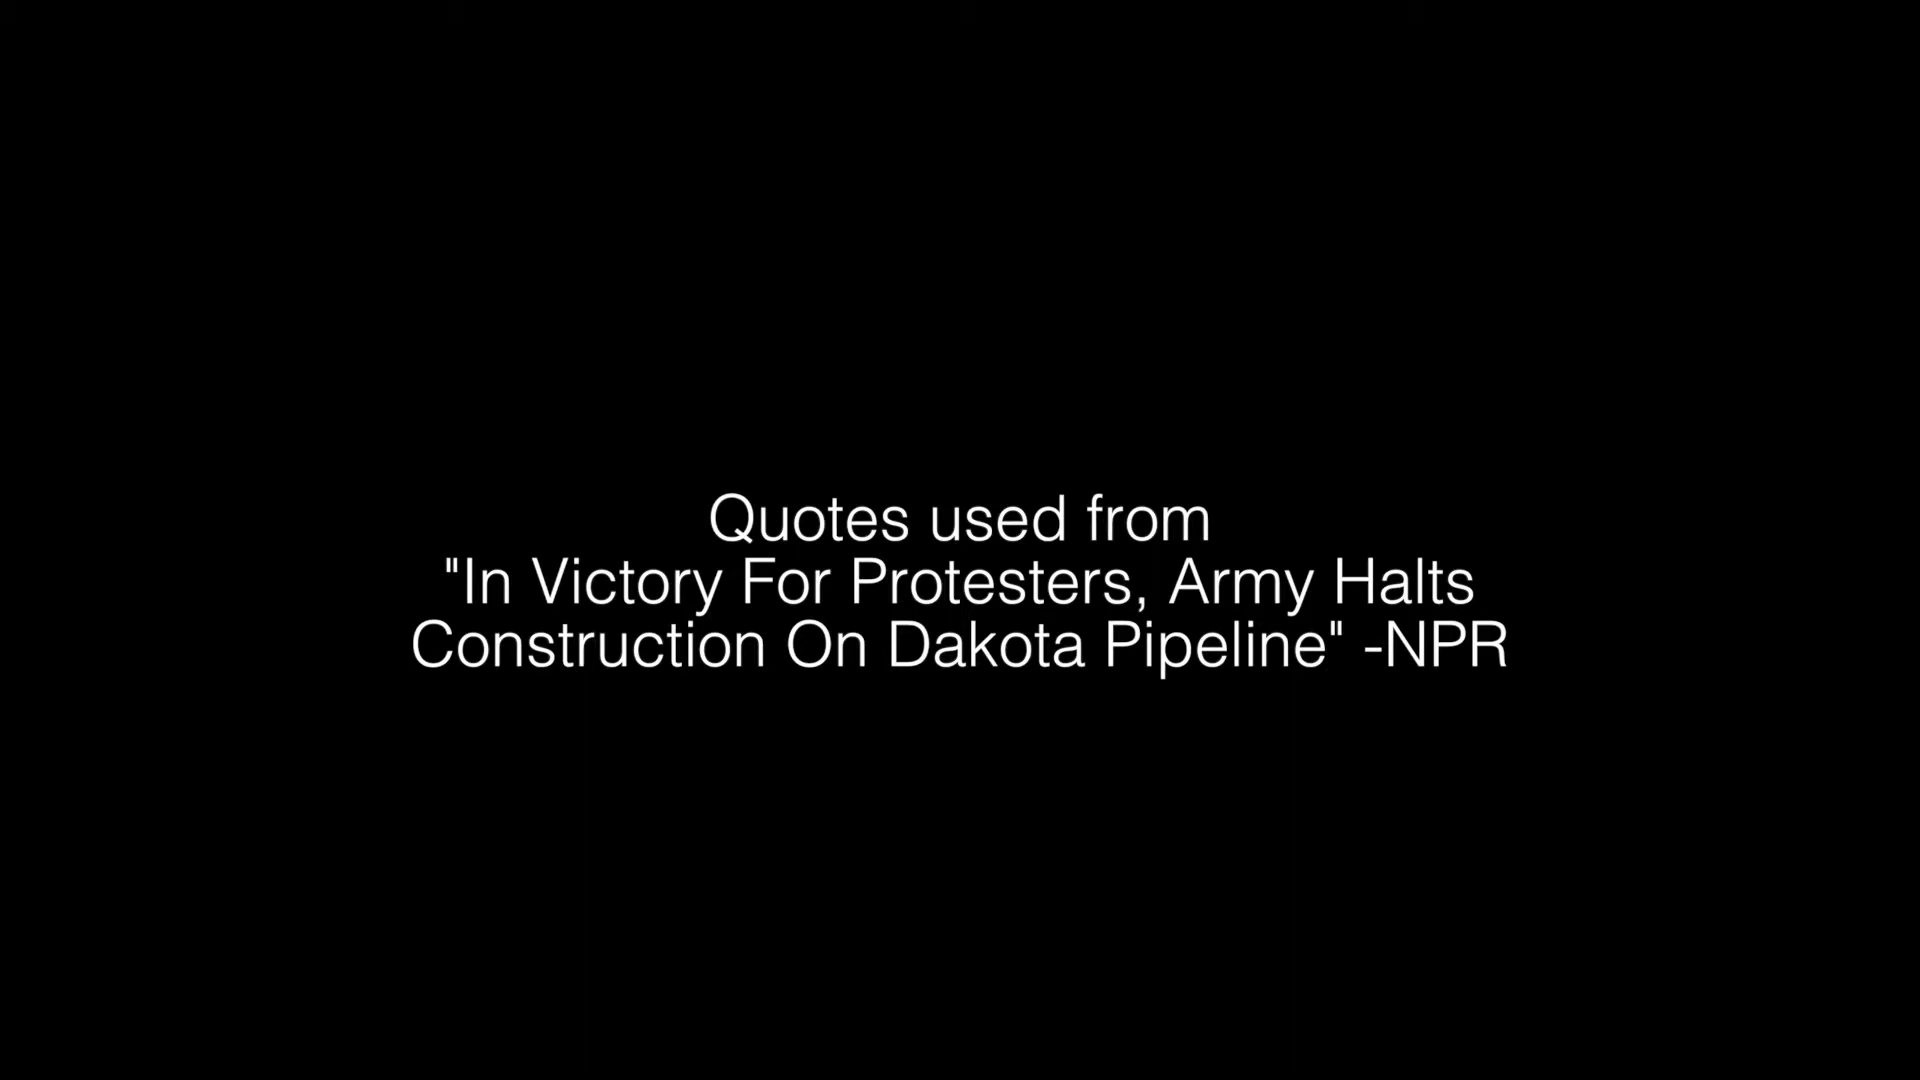 Quotes used from
"In Victory For Protesters, Army Halts
Construction On Dakota Pipeline" -NPR